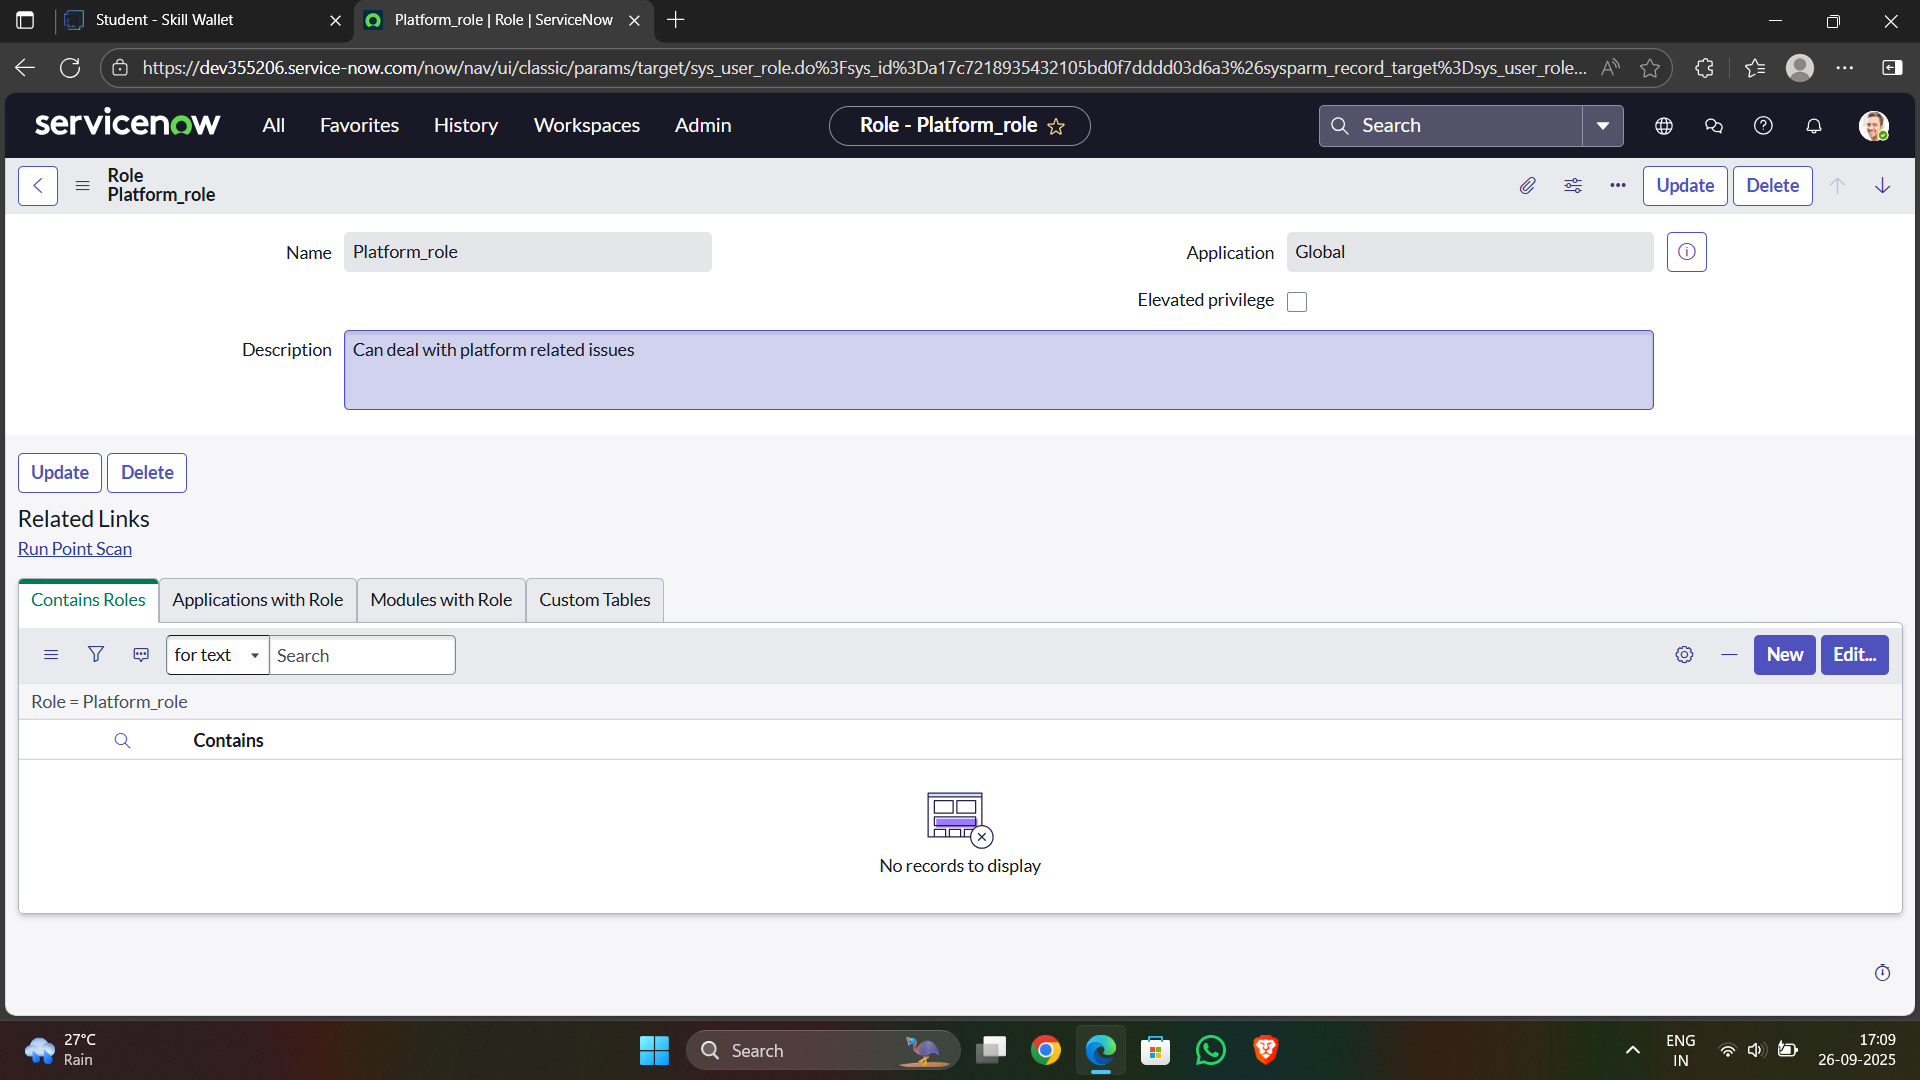 Student - Skill Wallet
Platform_role | Role | ServiceNow
https://dev355206.service-now.com/now/nav/ui/classic/params/target/sys_user_role.do%3Fsys_id%3Da17c7218935432105bd0f7dddd03d6a3%26sysparm_record_target%3Dsys_user_role...
servicenow
All
Favorites
History
Workspaces
Admin
Role - Platform_role
Search
Role
Platform_role
Update
Delete
Name
Platform_role
Application
Global
Elevated privilege
Description
Can deal with platform related issues
Update
Delete
Related Links
Run Point Scan
Contains Roles
Applications with Role
Modules with Role
Custom Tables
for text
Search
New
Edit...
Role = Platform_role
Contains
No records to display
27°C
Rain
Search
ENG
IN
17:09
26-09-2025